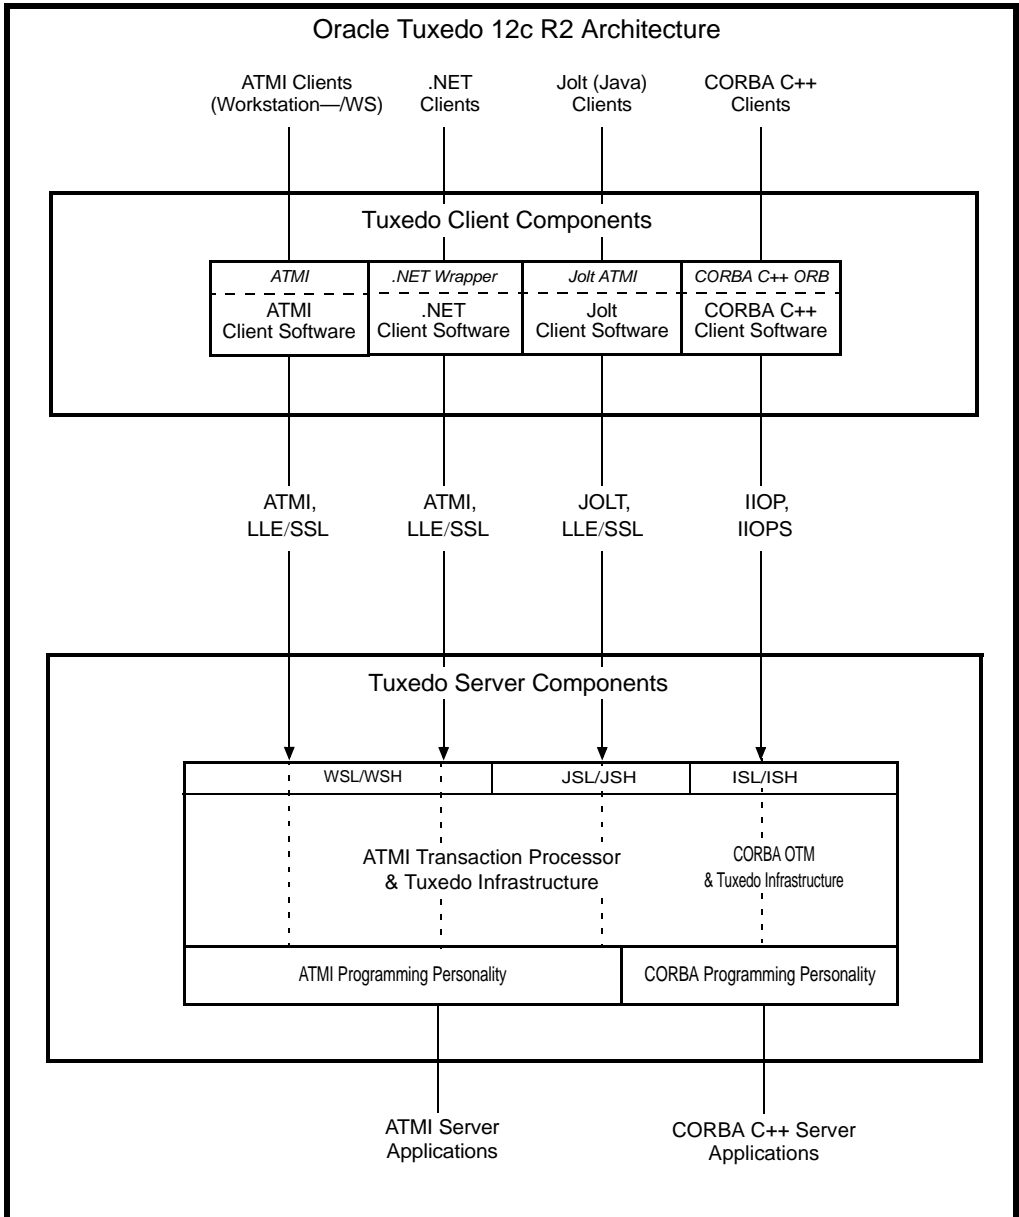 Oracle Tuxedo 12c R2 Architecture
ATMI Clients
(Workstation—/WS)
.NET
Clients
Jolt (Java)
Clients
CORBA C++
Clients
Tuxedo Client Components
ATMI
ATMI
Client Software
.NET Wrapper
.NET
Client Software
Jolt ATMI
Jolt
Client Software
CORBA C++ ORB
CORBA C++
Client Software
ATMI,
LLE/SSL
ATMI,
LLE/SSL
JOLT,
LLE/SSL
IIOP,
IIOPS
Tuxedo Server Components
WSL/WSH
JSL/JSH
ISL/ISH
ATMI Transaction Processor
& Tuxedo Infrastructure
CORBA OTM
& Tuxedo Infrastructure
ATMI Programming Personality
CORBA Programming Personality
ATMI Server
Applications
CORBA C++ Server
Applications